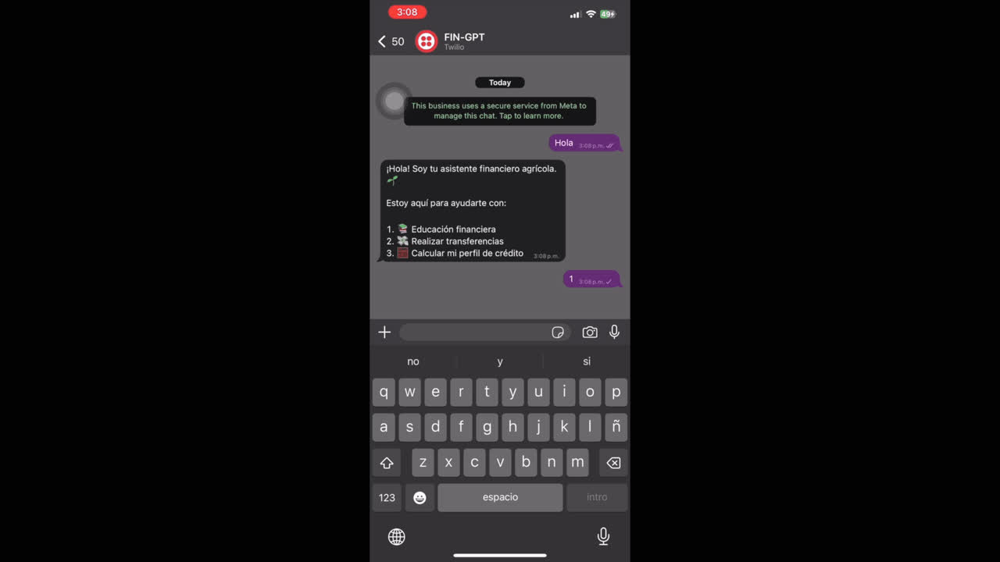 3:08
49
50
FIN-GPT
Twilio
Today
This business uses a secure service from Meta to
manage this chat. Tap to learn more.
Hola 3:08 p.m.
¡Hola! Soy tu asistente financiero agrícola.
🌱
Estoy aquí para ayudarte con:
1. 📚 Educación financiera
2. 💸 Realizar transferencias
3. 🧮 Calcular mi perfil de crédito 3:08 p.m.
1 3:08 p.m.
no y si
q w e r t y u i o p
a s d f g h j k l ñ
z x c v b n m
123 espacio intro